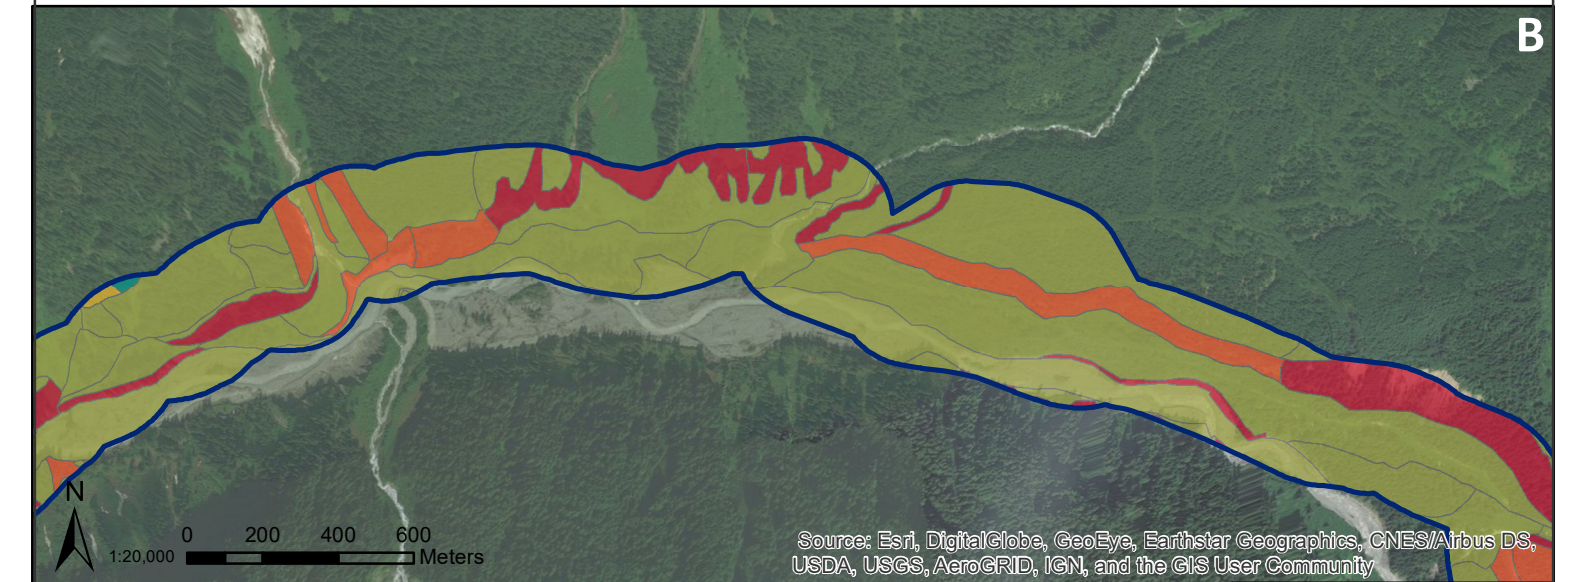 B
N
0 200 400 600
1:20,000 Meters
Source: Esri, DigitalGlobe, GeoEye, Earthstar Geographics, CNES/Airbus DS,
USDA, USGS, AeroGRID, IGN, and the GIS User Community